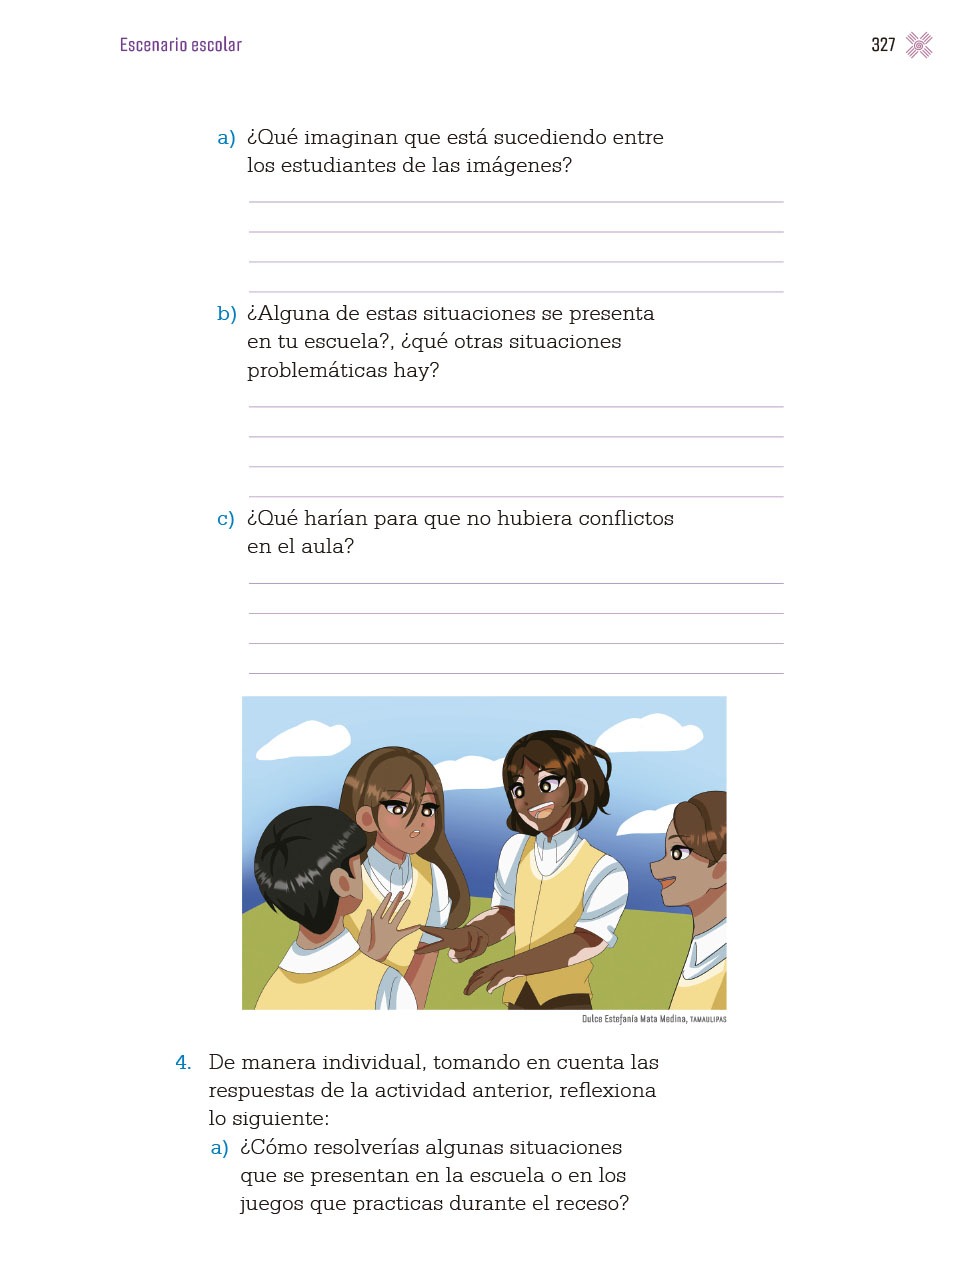 Escenario escolar
327
a) ¿Qué imaginan que está sucediendo entre
los estudiantes de las imágenes?
b) ¿Alguna de estas situaciones se presenta
en tu escuela?, ¿qué otras situaciones
problemáticas hay?
c) ¿Qué harían para que no hubiera conflictos
en el aula?
Dulce Estefanía Mata Medina, TAMAULIPAS
4. De manera individual, tomando en cuenta las
respuestas de la actividad anterior, reflexiona
lo siguiente:
a) ¿Cómo resolverías algunas situaciones
que se presentan en la escuela o en los
juegos que practicas durante el receso?